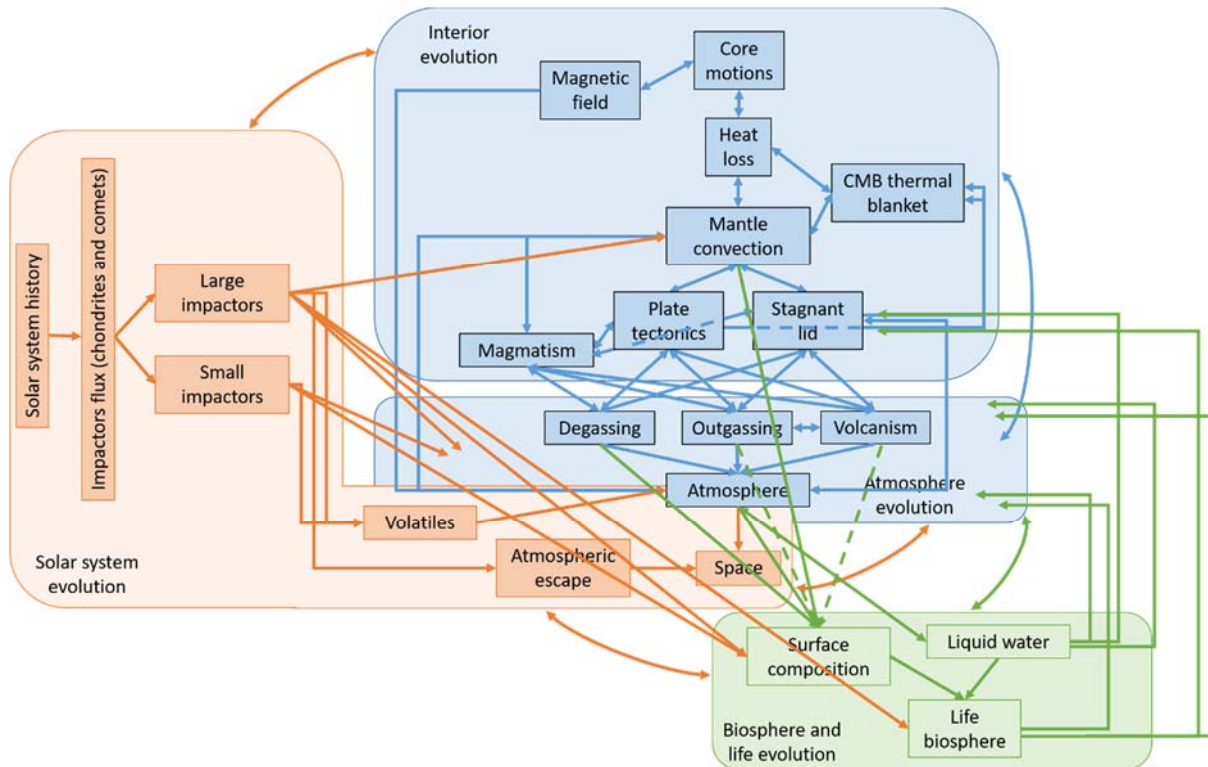 Interior
evolution
Core
motions
Magnetic
field
Heat
loss
CMB thermal
blanket
Mantle
convection
Solar system history
Impactors flux (chondrites and comets)
Large
impactors
Plate
tectonics
Stagnant
lid
Magmatism
Small
impactors
Degassing
Outgassing
Volcanism
Atmosphere
Atmosphere
evolution
Volatiles
Atmospheric
escape
Space
Solar system
evolution
Surface
composition
Liquid water
Life
biosphere
Biosphere and
life evolution